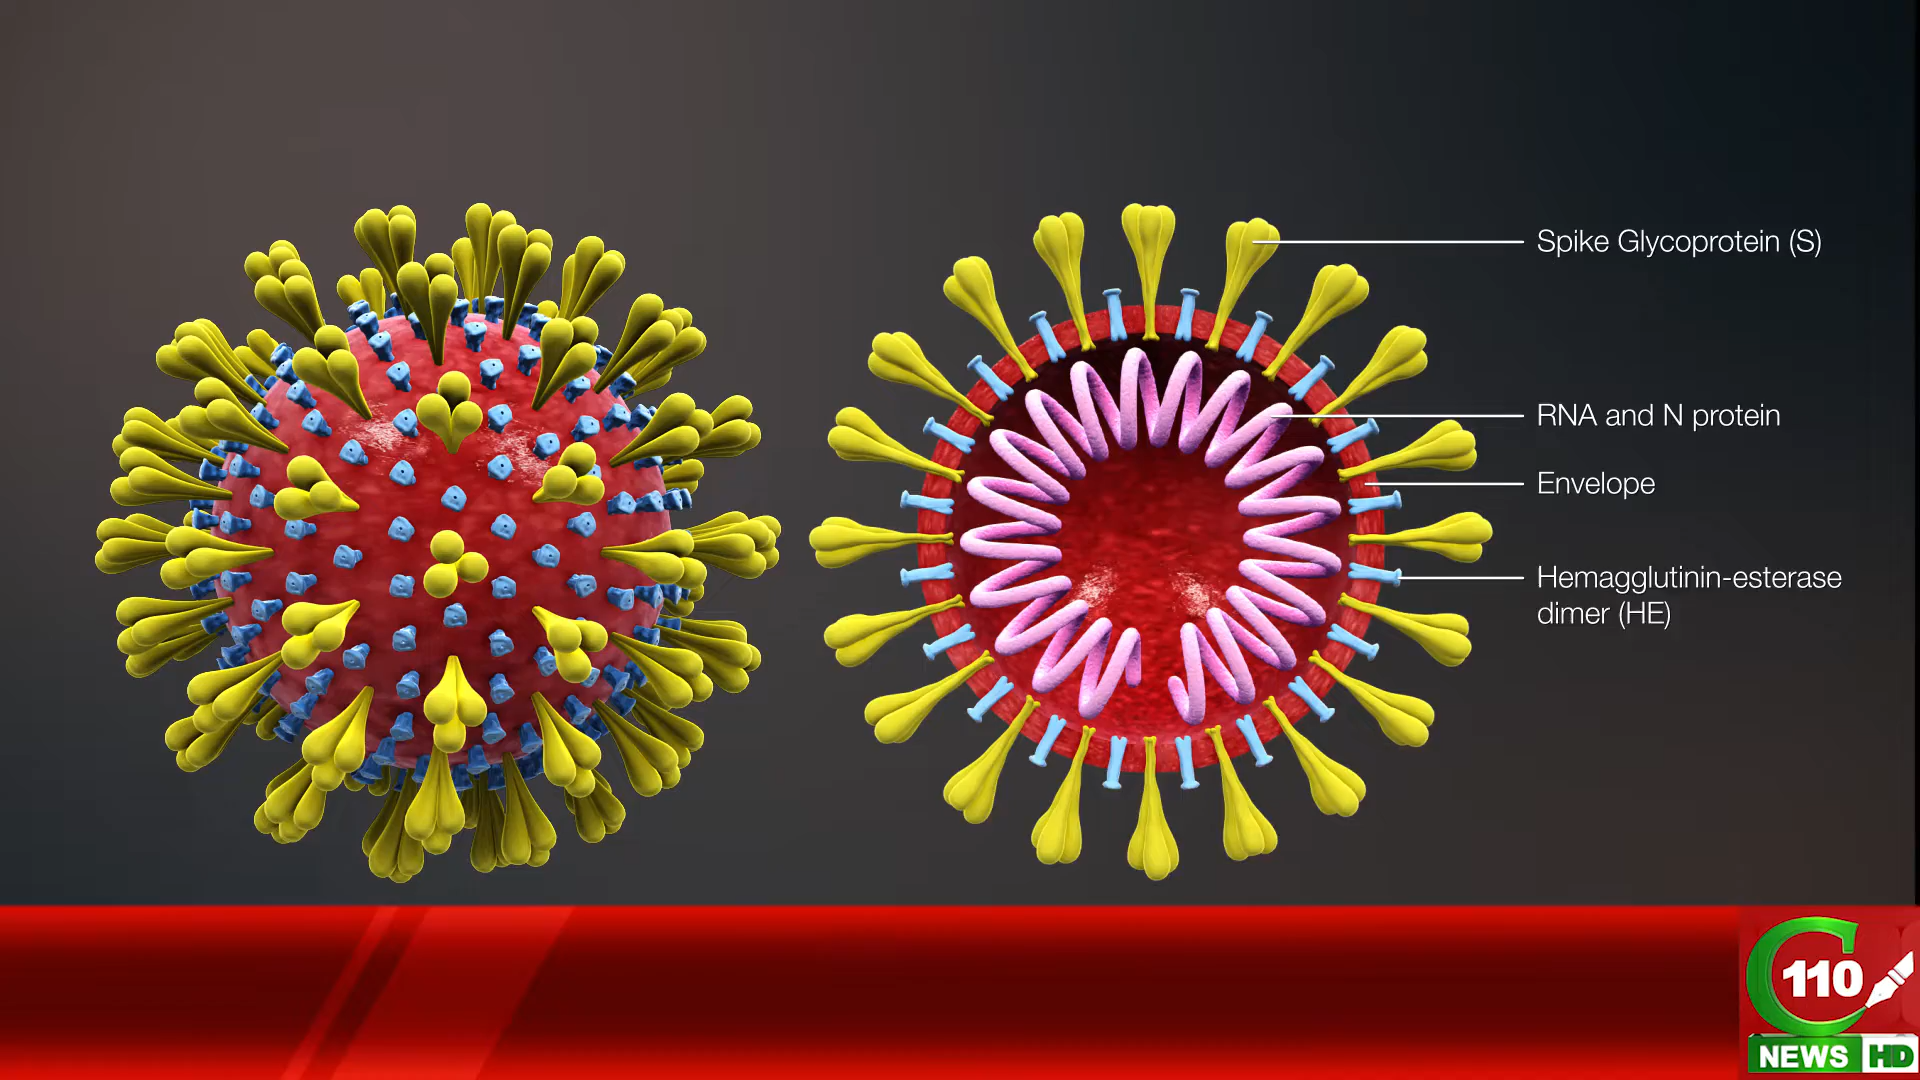 Spike Glycoprotein (S)
RNA and N protein
Envelope
Hemagglutinin-esterase
dimer (HE)
C
110
NEWS HD